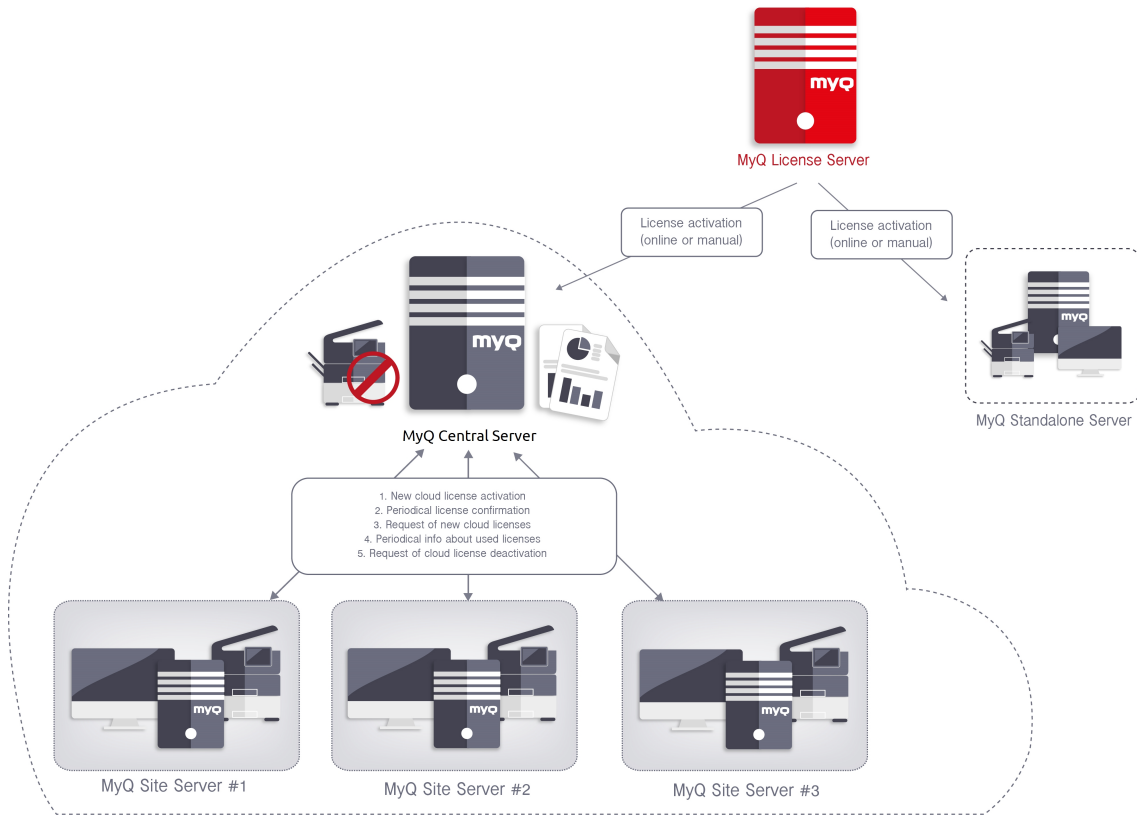 myQ
MyQ License Server
License activation
(online or manual)
License activation
(online or manual)
myQ
MyQ Central Server
myQ
MyQ Standalone Server
1. New cloud license activation
2. Periodical license confirmation
3. Request of new cloud licenses
4. Periodical info about used licenses
5. Request of cloud license deactivation
myQ
MyQ Site Server #1
myQ
MyQ Site Server #2
myQ
MyQ Site Server #3